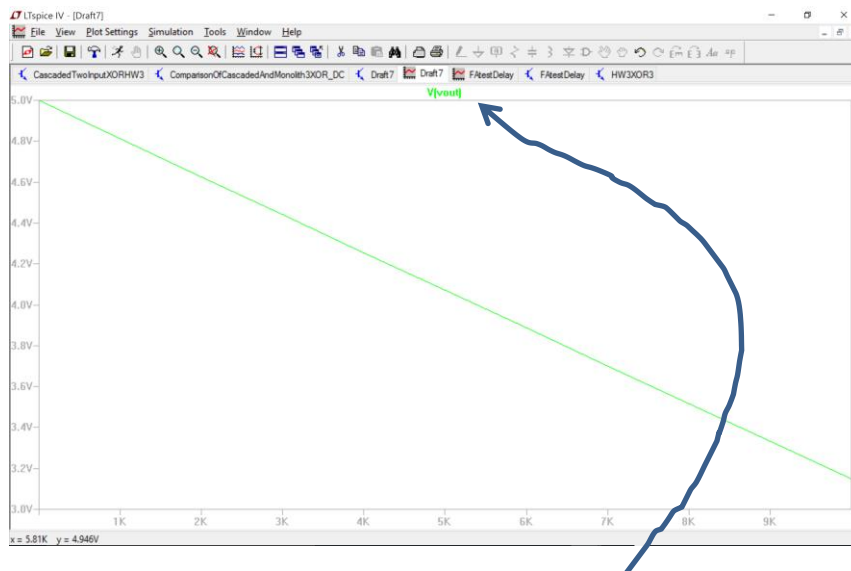 LTspice IV - [Draft7]
File View Plot Settings Simulation Tools Window Help
CascadedTwoInputXORHW3 ComparisonOfCascadedAndMonolith3XOR_DC Draft7 Draft7 FAtestDelay FAtestDelay HW3XOR3
V(vout)
5.0V
4.8V
4.6V
4.4V
4.2V
4.0V
3.8V
3.6V
3.4V
3.2V
3.0V
1K 2K 3K 4K 5K 6K 7K 8K 9K
x = 5.81K y = 4.946V